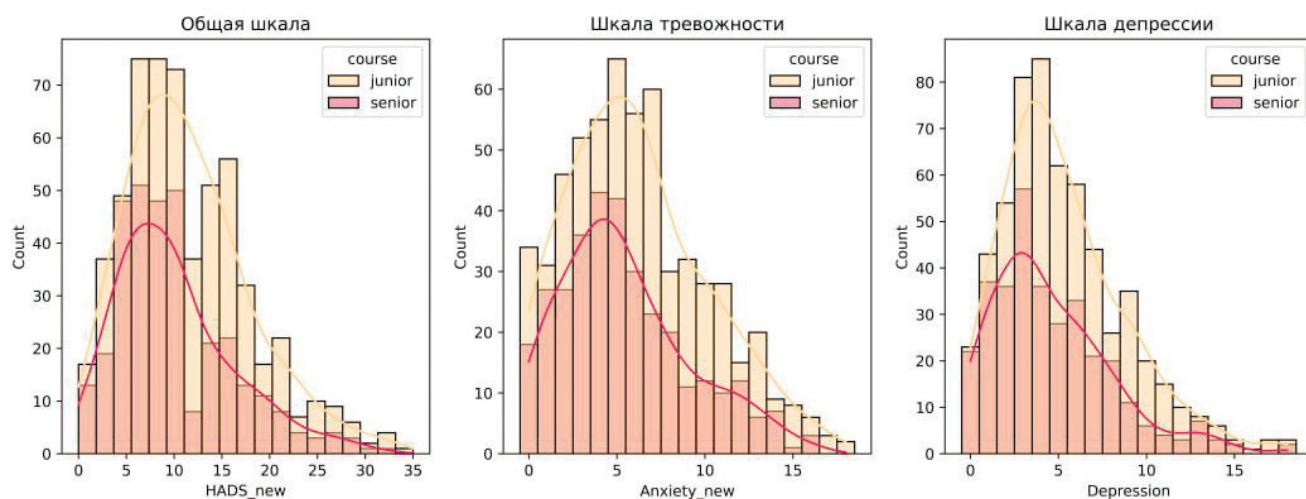 Общая шкала
course
junior
senior
Count
70
60
50
40
30
20
10
0
0 5 10 15 20 25 30 35
HADS_new
Шкала тревожности
course
junior
senior
Count
60
50
40
30
20
10
0
0 5 10 15
Anxiety_new
Шкала депрессии
course
junior
senior
Count
80
70
60
50
40
30
20
10
0
0 5 10 15
Depression